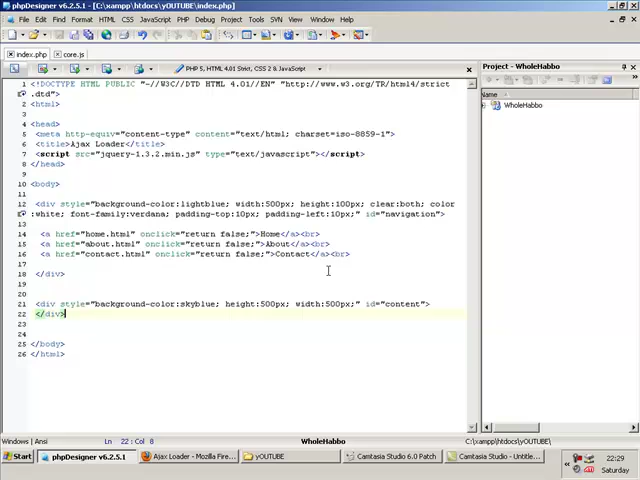 phpDesigner v6.2.5.1 - [C:\xampp\htdocs\yOUTUBE\index.php]
File Edit Search Format HTML CSS JavaScript PHP Debug Project Tools SVN View Window Help
index.php core.js
PHP 5, HTML 4.01 Strict, CSS 2 & JavaScript
Project - WholeHabbo
Name
WholeHabbo
1 <!DOCTYPE HTML PUBLIC "-//W3C//DTD HTML 4.01//EN" "http://www.w3.org/TR/html4/strict
.dtd">
2 <html>
3
4 <head>
5 <meta http-equiv="content-type" content="text/html; charset=iso-8859-1">
6 <title>Ajax Loader</title>
7 <script src="jquery-1.3.2.min.js" type="text/javascript"></script>
8 </head>
9
10 <body>
11
12 <div style="background-color:lightblue; width:500px; height:100px; clear:both; color
:white; font-family:verdana; padding-top:10px; padding-left:10px;" id="navigation">
13
14 <a href="home.html" onclick="return false;">Home</a><br>
15 <a href="about.html" onclick="return false;">About</a><br>
16 <a href="contact.html" onclick="return false;">Contact</a><br>
17
18 </div>
20
21 <div style="background-color:skyblue; height:500px; width:500px;" id="content">
22 </div>
23
24
25 </body>
26 </html>
Windows | Ansi Ln 22 : Col 8 WholeHabbo C:\xampp\htdocs\yOUTUBE\
Start phpDesigner v6.2.5.1 Ajax Loader - Mozilla Fire... yOUTUBE Camtasia Studio 6.0 Patch Camtasia Studio - Untitle... 22:29
Saturday